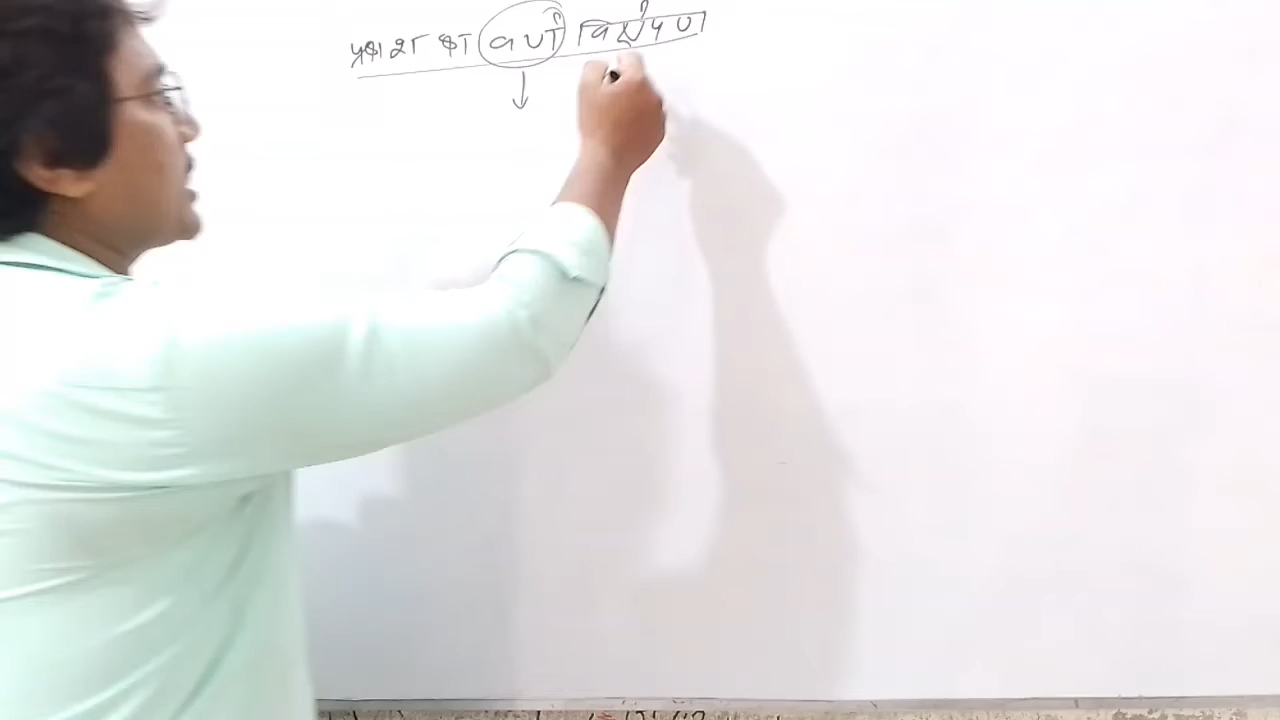 प्रकाश का वर्ण विक्षेपण